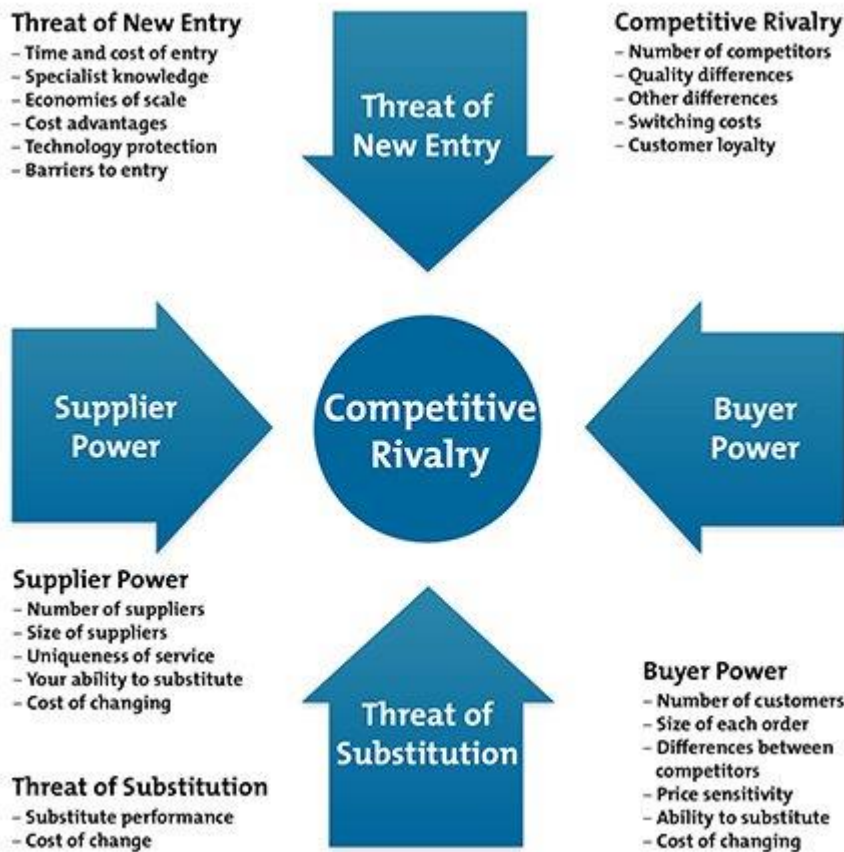 Threat of New Entry
– Time and cost of entry
– Specialist knowledge
– Economies of scale
– Cost advantages
– Technology protection
– Barriers to entry
Threat of
New Entry
Competitive Rivalry
– Number of competitors
– Quality differences
– Other differences
– Switching costs
– Customer loyalty
Supplier
Power
Competitive
Rivalry
Buyer
Power
Supplier Power
– Number of suppliers
– Size of suppliers
– Uniqueness of service
– Your ability to substitute
– Cost of changing
Threat of Substitution
– Substitute performance
– Cost of change
Threat of
Substitution
Buyer Power
– Number of customers
– Size of each order
– Differences between
competitors
– Price sensitivity
– Ability to substitute
– Cost of changing